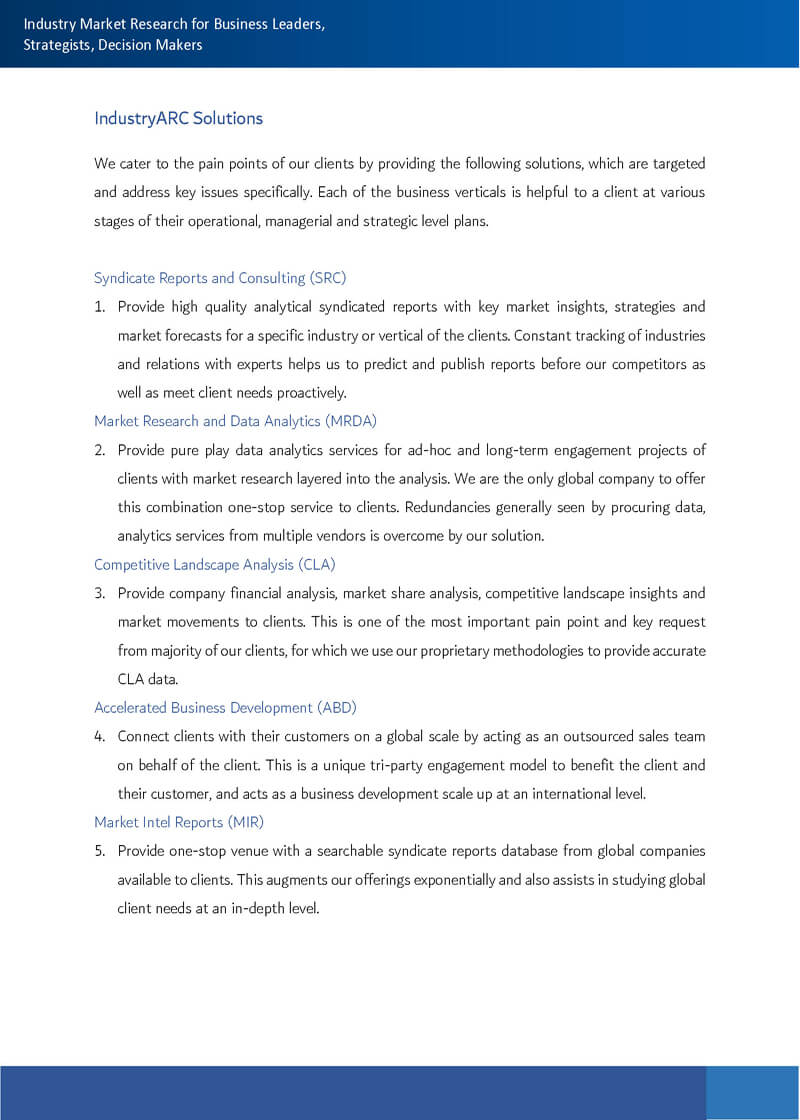 Industry Market Research for Business Leaders,
Strategists, Decision Makers
IndustryARC Solutions
We cater to the pain points of our clients by providing the following solutions, which are targeted
and address key issues specifically. Each of the business verticals is helpful to a client at various
stages of their operational, managerial and strategic level plans.
Syndicate Reports and Consulting (SRC)
1. Provide high quality analytical syndicated reports with key market insights, strategies and
market forecasts for a specific industry or vertical of the clients. Constant tracking of industries
and relations with experts helps us to predict and publish reports before our competitors as
well as meet client needs proactively.
Market Research and Data Analytics (MRDA)
2. Provide pure play data analytics services for ad-hoc and long-term engagement projects of
clients with market research layered into the analysis. We are the only global company to offer
this combination one-stop service to clients. Redundancies generally seen by procuring data,
analytics services from multiple vendors is overcome by our solution.
Competitive Landscape Analysis (CLA)
3. Provide company financial analysis, market share analysis, competitive landscape insights and
market movements to clients. This is one of the most important pain point and key request
from majority of our clients, for which we use our proprietary methodologies to provide accurate
CLA data.
Accelerated Business Development (ABD)
4. Connect clients with their customers on a global scale by acting as an outsourced sales team
on behalf of the client. This is a unique tri-party engagement model to benefit the client and
their customer, and acts as a business development scale up at an international level.
Market Intel Reports (MIR)
5. Provide one-stop venue with a searchable syndicate reports database from global companies
available to clients. This augments our offerings exponentially and also assists in studying global
client needs at an in-depth level.